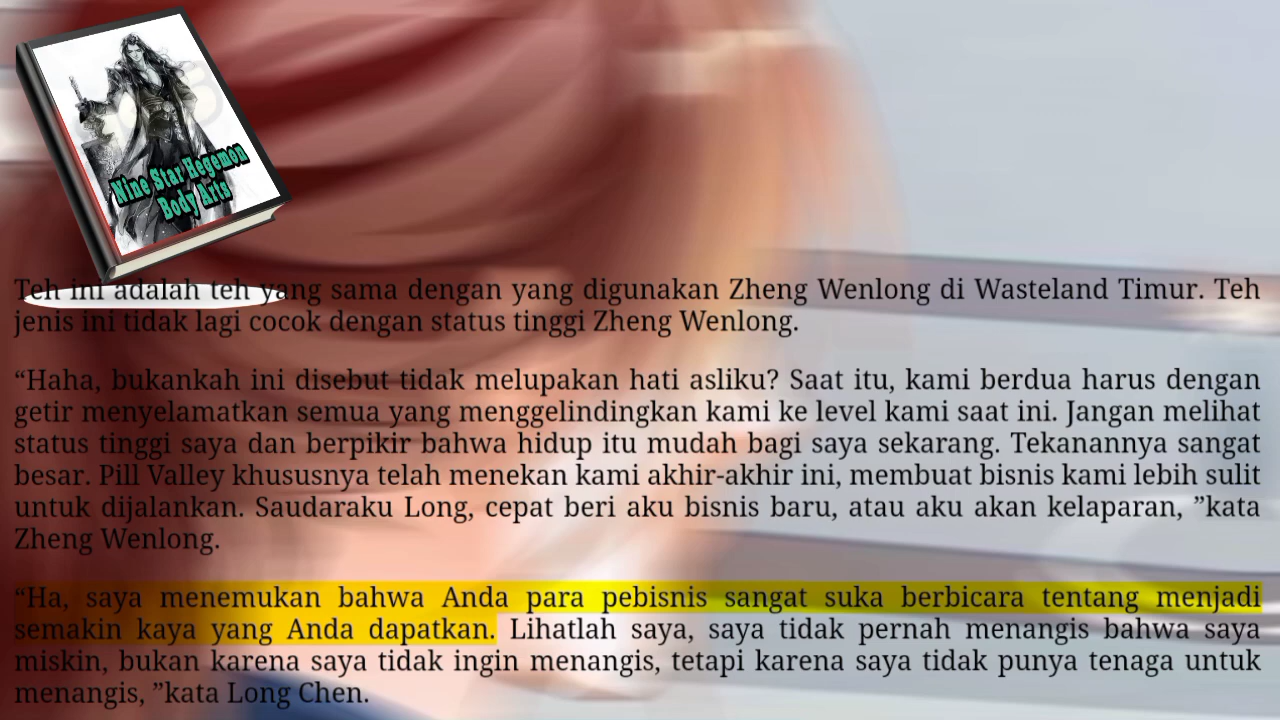 Nine Star Hegemon
Body Arts
Teh ini adalah teh yang sama dengan yang digunakan Zheng Wenlong di Wasteland Timur. Teh
jenis ini tidak lagi cocok dengan status tinggi Zheng Wenlong.
“Haha, bukankah ini disebut tidak melupakan hati asliku? Saat itu, kami berdua harus dengan
getir menyelamatkan semua yang menggelindingkan kami ke level kami saat ini. Jangan melihat
status tinggi saya dan berpikir bahwa hidup itu mudah bagi saya sekarang. Tekanannya sangat
besar. Pill Valley khususnya telah menekan kami akhir-akhir ini, membuat bisnis kami lebih sulit
untuk dijalankan. Saudaraku Long, cepat beri aku bisnis baru, atau aku akan kelaparan, ”kata
Zheng Wenlong.
“Ha, saya menemukan bahwa Anda para pebisnis sangat suka berbicara tentang menjadi
semakin kaya yang Anda dapatkan. Lihatlah saya, saya tidak pernah menangis bahwa saya
miskin, bukan karena saya tidak ingin menangis, tetapi karena saya tidak punya tenaga untuk
menangis, ”kata Long Chen.